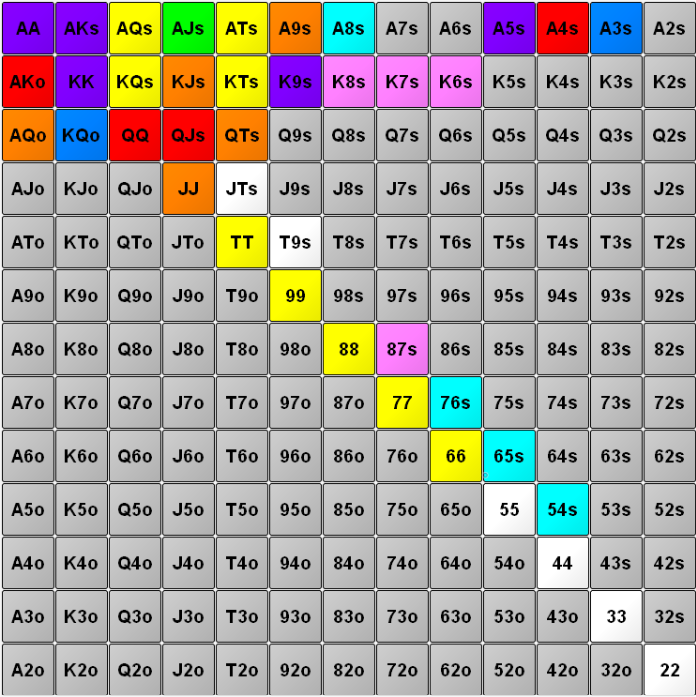 AA AKs AQs AJs ATs A9s A8s A7s A6s A5s A4s A3s A2s
AKo KK KQs KJs KTs K9s K8s K7s K6s K5s K4s K3s K2s
AQo KQo QQ QJs QTs Q9s Q8s Q7s Q6s Q5s Q4s Q3s Q2s
AJo KJo QJo JJ JTs J9s J8s J7s J6s J5s J4s J3s J2s
ATo KTo QTo JTo TT T9s T8s T7s T6s T5s T4s T3s T2s
A9o K9o Q9o J9o T9o 99 98s 97s 96s 95s 94s 93s 92s
A8o K8o Q8o J8o T8o 98o 88 87s 86s 85s 84s 83s 82s
A7o K7o Q7o J7o T7o 97o 87o 77 76s 75s 74s 73s 72s
A6o K6o Q6o J6o T6o 96o 86o 76o 66 65s 64s 63s 62s
A5o K5o Q5o J5o T5o 95o 85o 75o 65o 55 54s 53s 52s
A4o K4o Q4o J4o T4o 94o 84o 74o 64o 54o 44 43s 42s
A3o K3o Q3o J3o T3o 93o 83o 73o 63o 53o 43o 33 32s
A2o K2o Q2o J2o T2o 92o 82o 72o 62o 52o 42o 32o 22